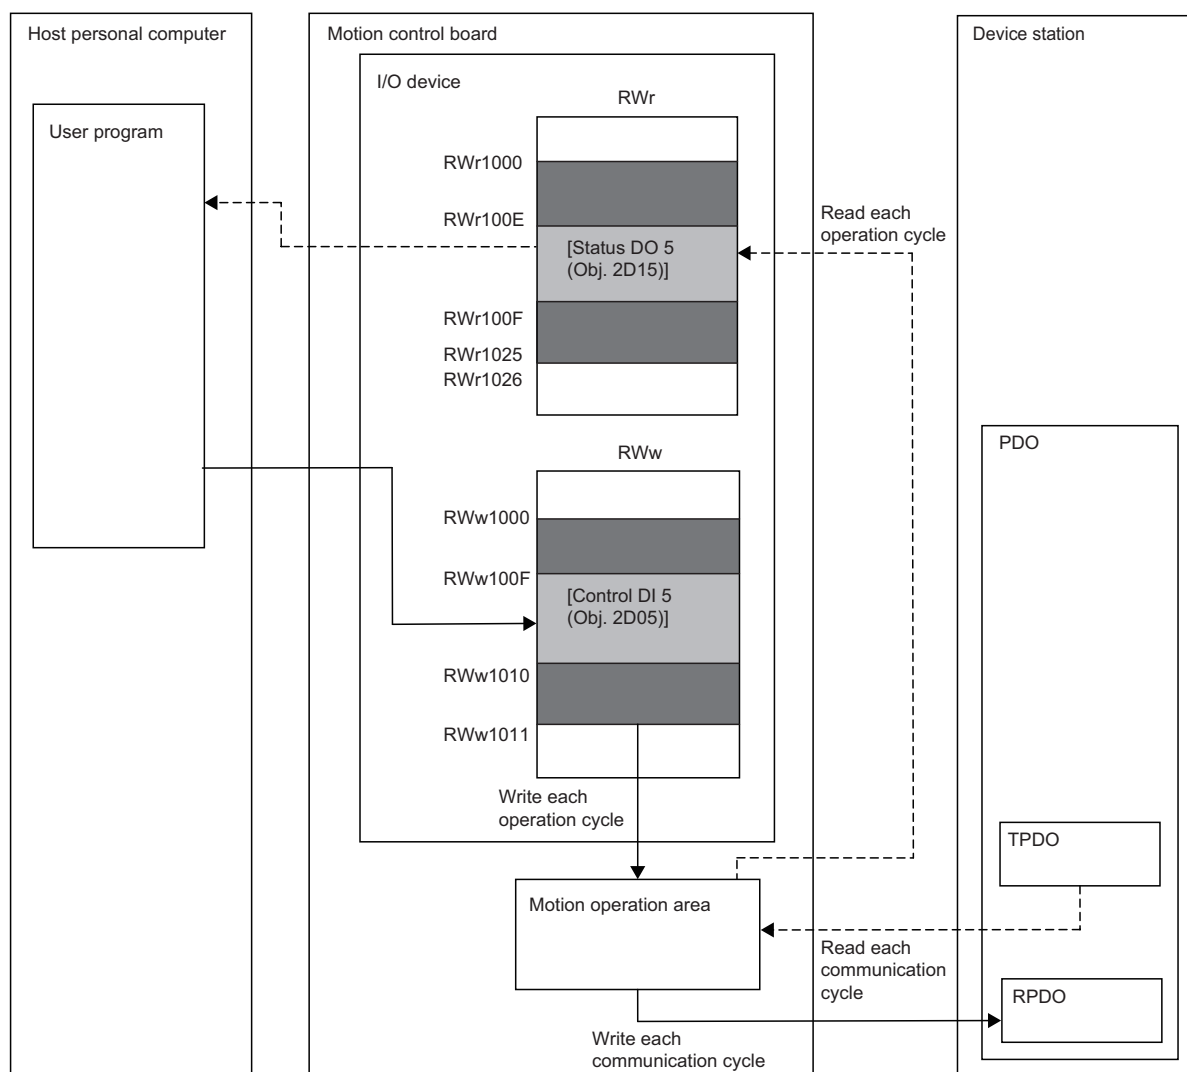 Host personal computer
User program
Motion control board
I/O device
RWr
RWr1000
RWr100E
[Status DO 5
(Obj. 2D15)]
RWr100F
RWr1025
RWr1026
RWw
RWw1000
RWw100F
[Control DI 5
(Obj. 2D05)]
RWw1010
RWw1011
Write each
operation cycle
Motion operation area
Read each
operation cycle
Read each
communication
cycle
Write each
communication cycle
Device station
PDO
TPDO
RPDO